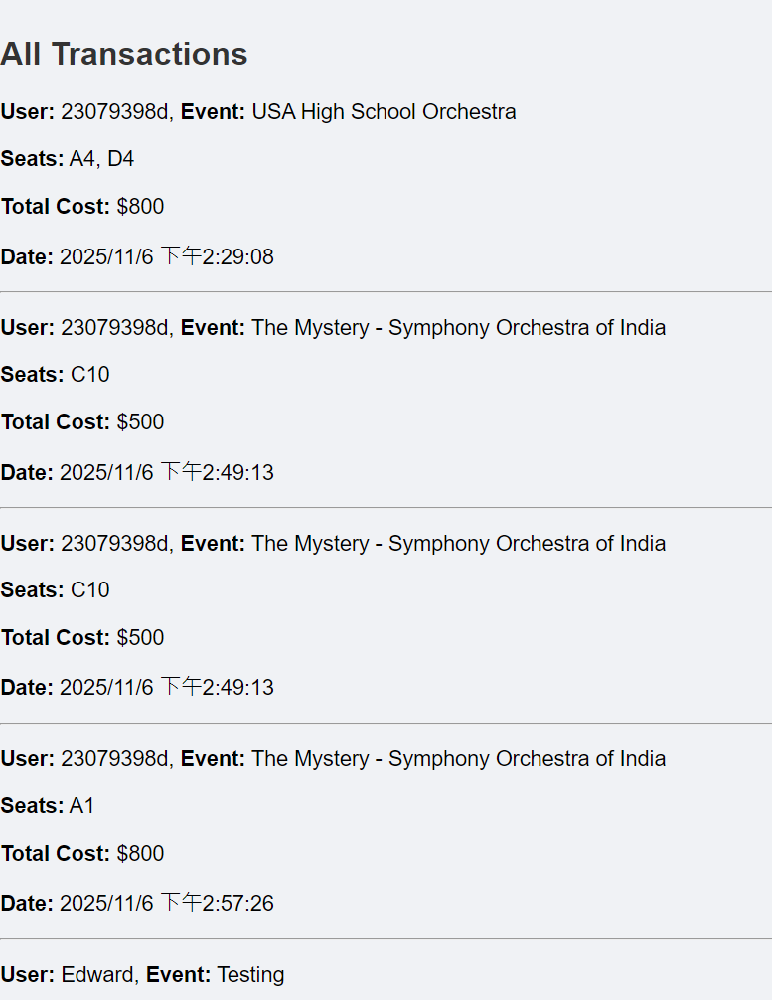 All Transactions
User: 23079398d, Event: USA High School Orchestra
Seats: A4, D4
Total Cost: $800
Date: 2025/11/6 下午2:29:08
User: 23079398d, Event: The Mystery - Symphony Orchestra of India
Seats: C10
Total Cost: $500
Date: 2025/11/6 下午2:49:13
User: 23079398d, Event: The Mystery - Symphony Orchestra of India
Seats: C10
Total Cost: $500
Date: 2025/11/6 下午2:49:13
User: 23079398d, Event: The Mystery - Symphony Orchestra of India
Seats: A1
Total Cost: $800
Date: 2025/11/6 下午2:57:26
User: Edward, Event: Testing